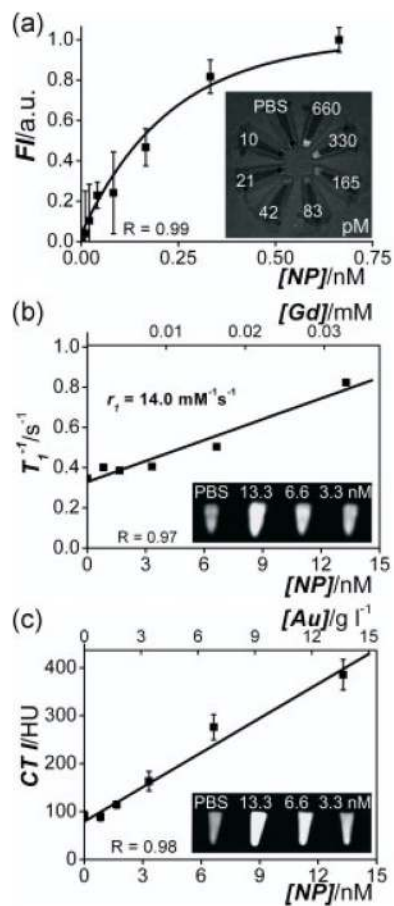 (a)
1.0
0.8
0.6
0.4
0.2
0.0
FI/a.u.
PBS
660
10
330
21
165
42
83
pM
R = 0.99
0.00
0.25
0.50
0.75
[NP]/nM
(b)
[Gd]/mM
0.01
0.02
0.03
1.0
0.8
0.6
0.4
0.2
0.0
T₁⁻¹/s⁻¹
r₁ = 14.0 mM⁻¹s⁻¹
PBS 13.3 6.6 3.3 nM
R = 0.97
0 3 6 9 12 15
[NP]/nM
(c)
[Au]/g l⁻¹
0 3 6 9 12 15
400
300
200
100
0
CT I/HU
PBS 13.3 6.6 3.3 nM
R = 0.98
0 3 6 9 12 15
[NP]/nM